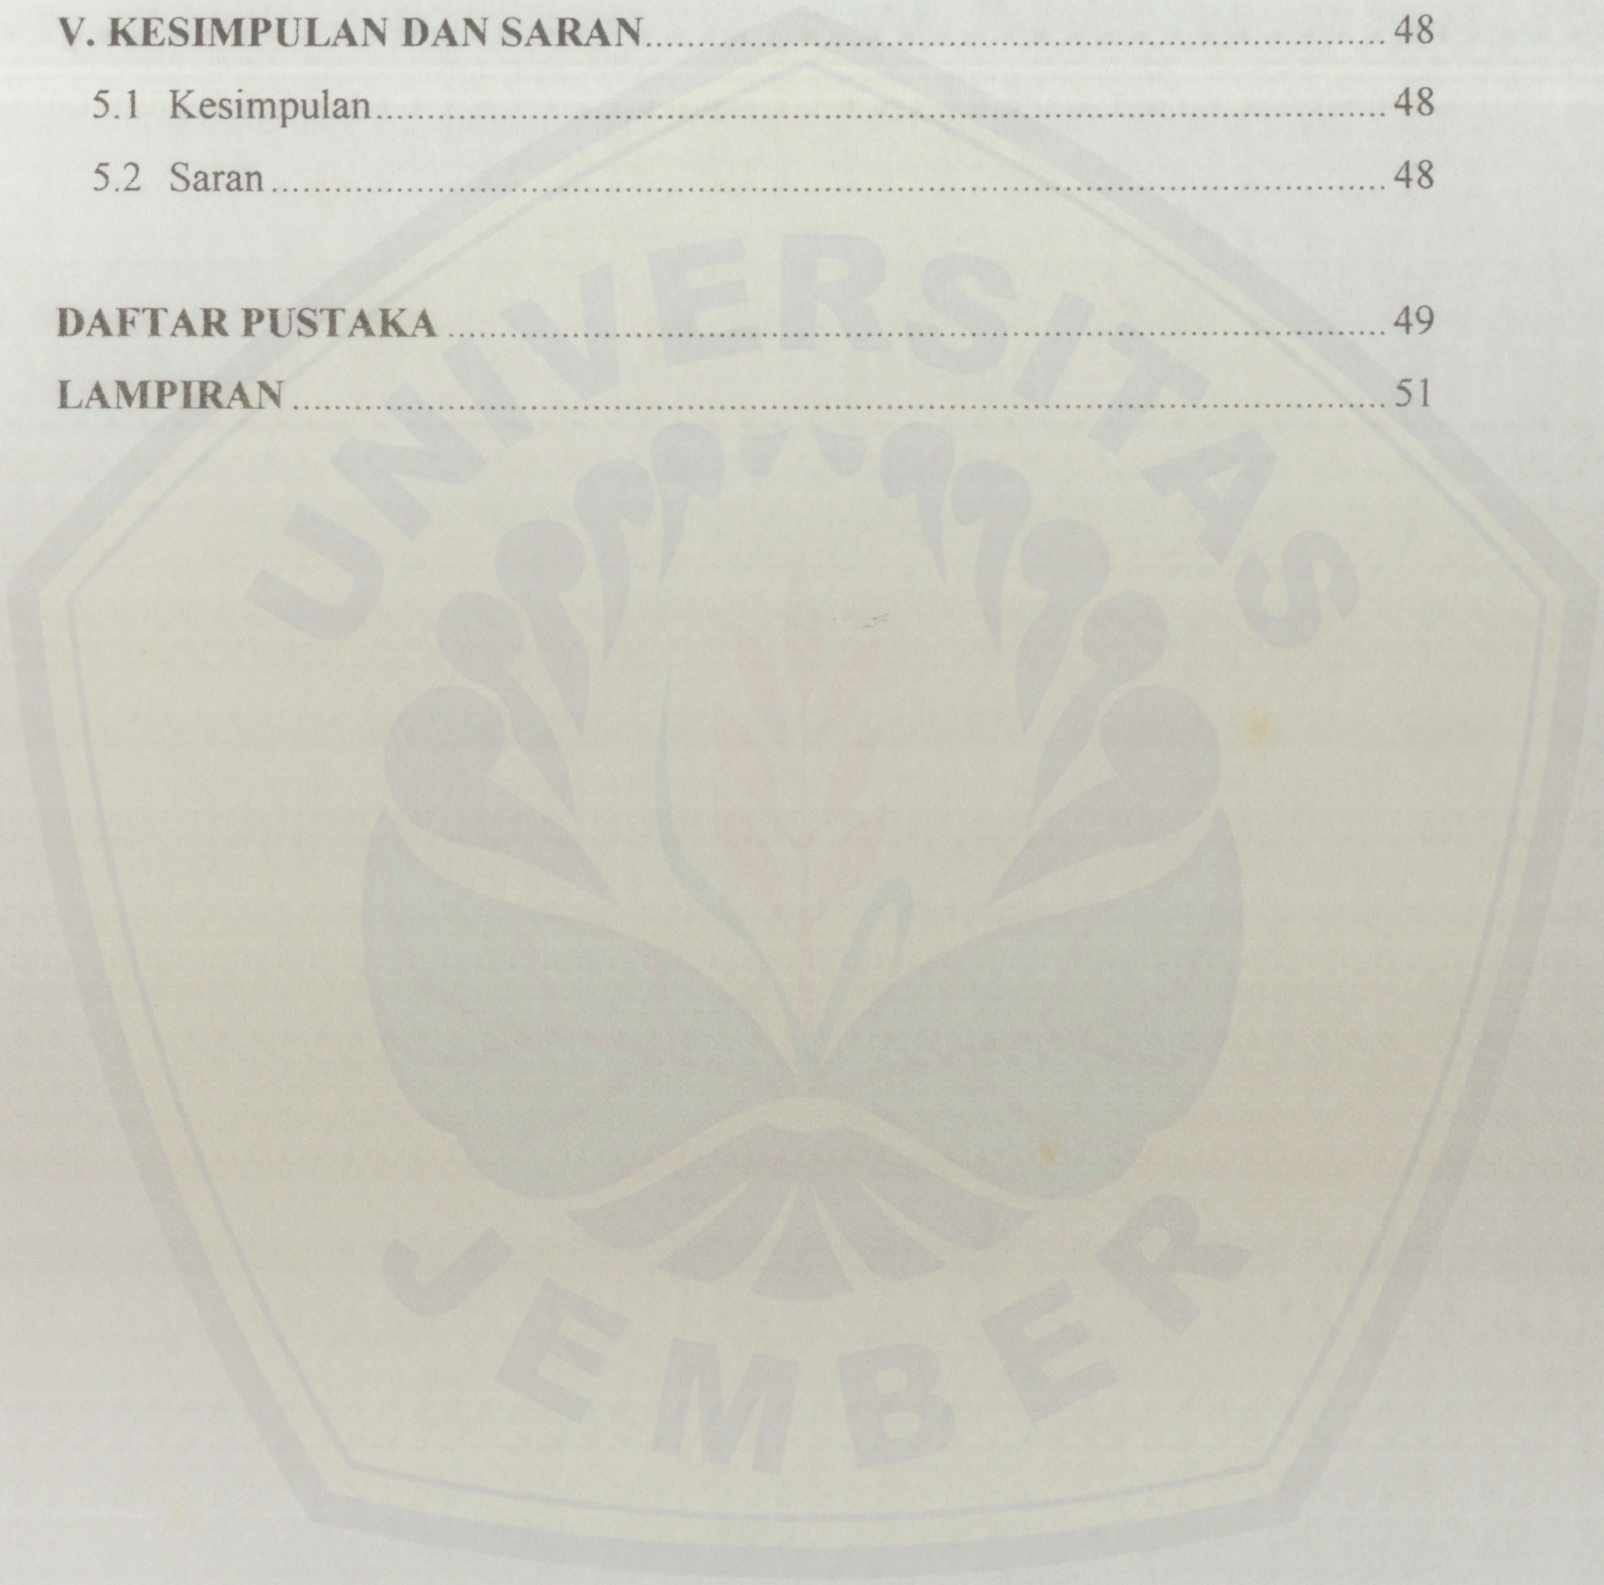 V. KESIMPULAN DAN SARAN................................................................ 48
5.1 Kesimpulan................................................................ 48
5.2 Saran................................................................ 48
DAFTAR PUSTAKA................................................................ 49
LAMPIRAN................................................................ 51
UNIVERSITAS
JEMBER